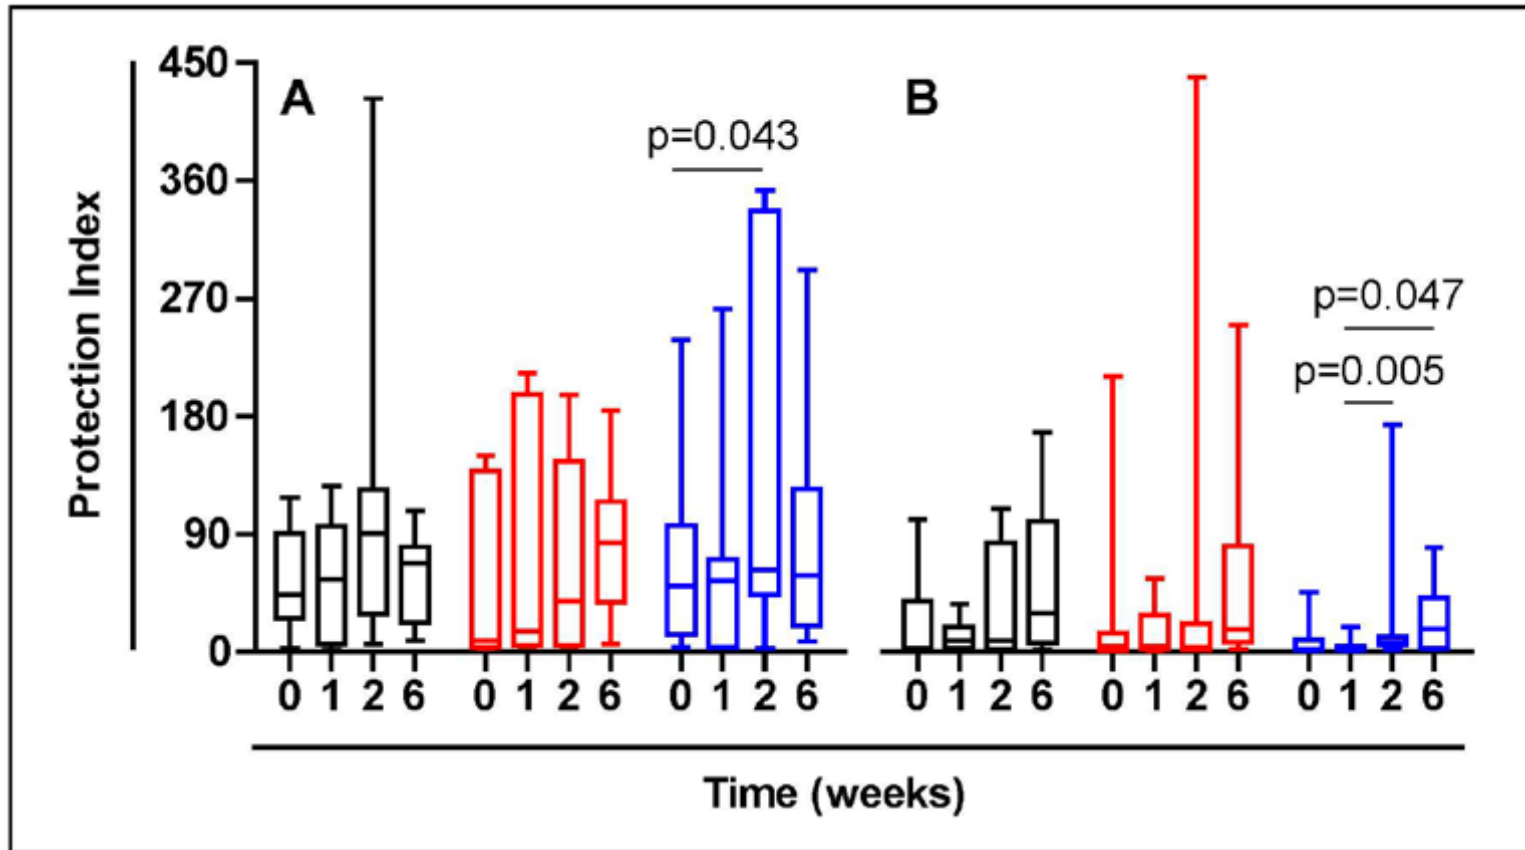 450
A
B
p=0.043
360
270
p=0.047
p=0.005
180
90
0
Protection Index
0 1 2 6 0 1 2 6 0 1 2 6 0 1 2 6 0 1 2 6 0 1 2 6
Time (weeks)